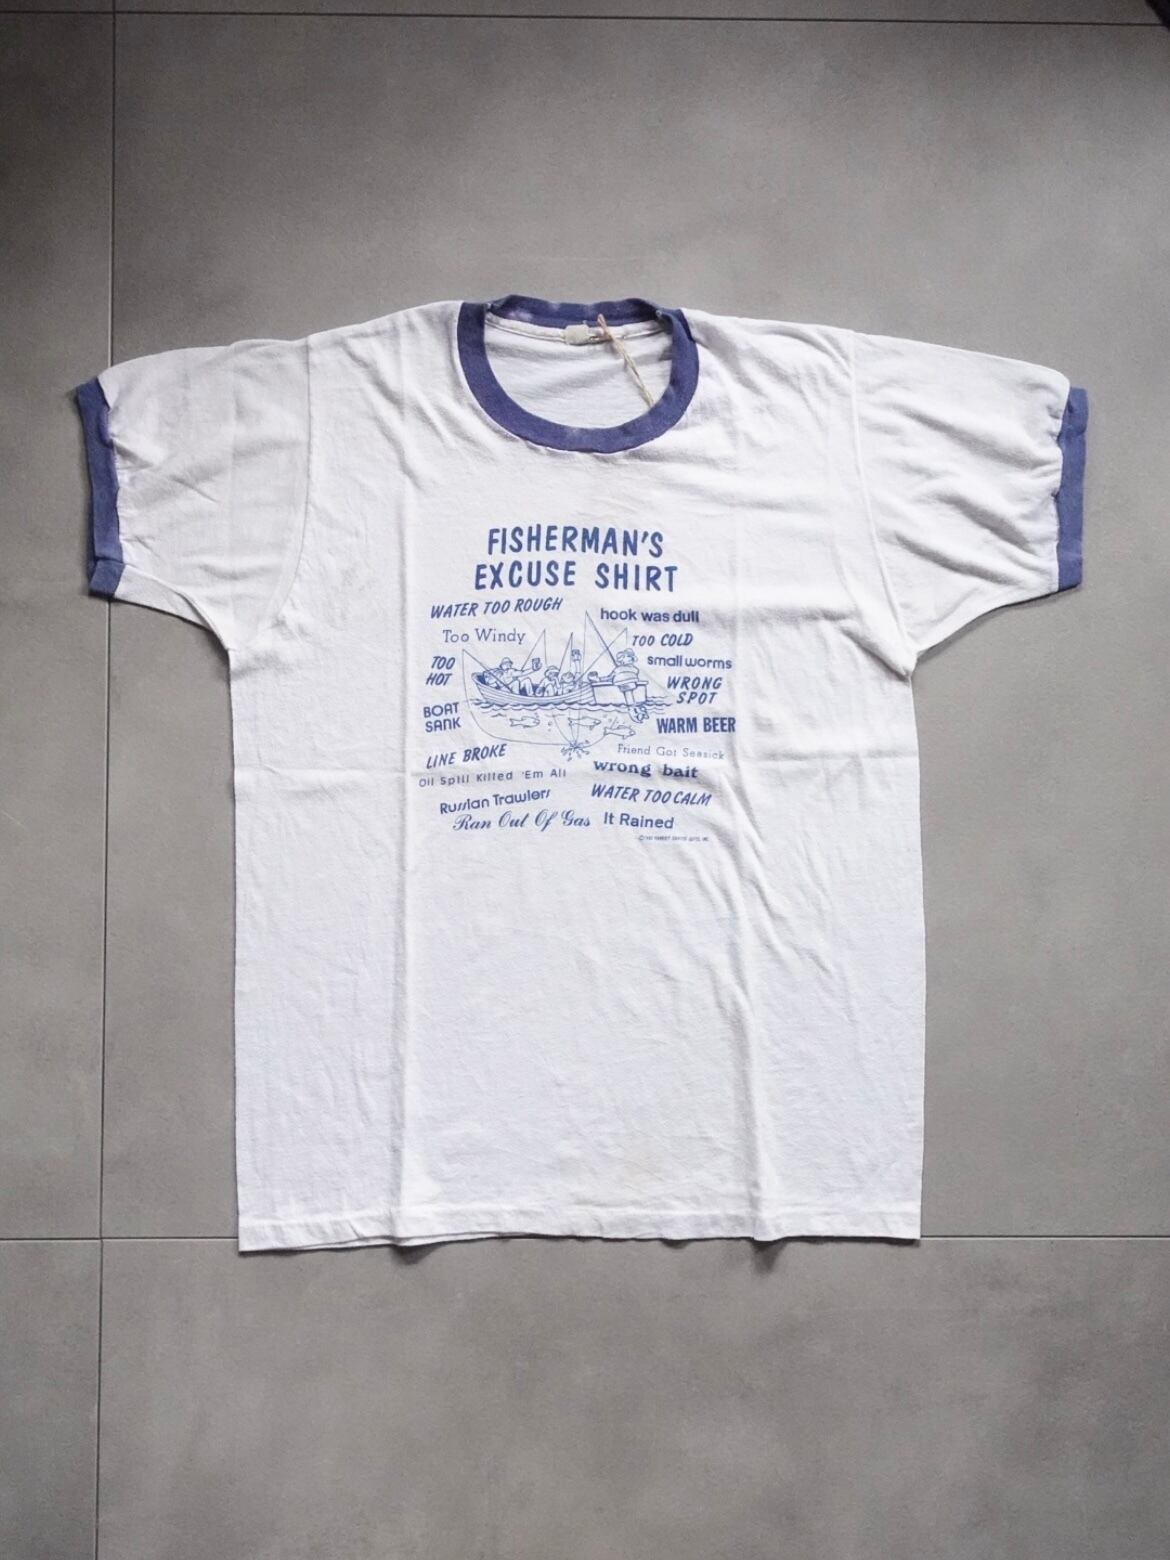 FISHERMAN'S
EXCUSE SHIRT
WATER TOO ROUGH
hook was dull
Too Windy
TOO COLD
TOO
HOT
small worms
WRONG
SPOT
BOAT
SANK
WARM BEER
LINE BROKE
Friend Got Seasick
Oil Spill Killed 'Em All
wrong bait
Russian Trawlers
WATER TOO CALM
Ran Out Of Gas
It Rained